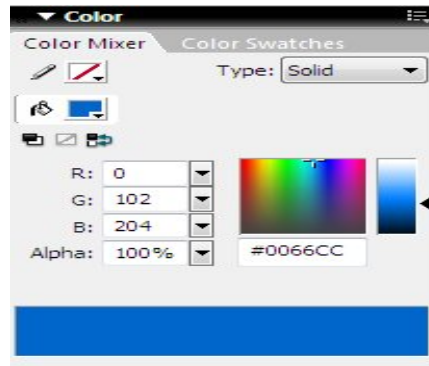 Color
Color Mixer Color Swatches
Type: Solid
R: 0
G: 102
B: 204
Alpha: 100% #0066CC